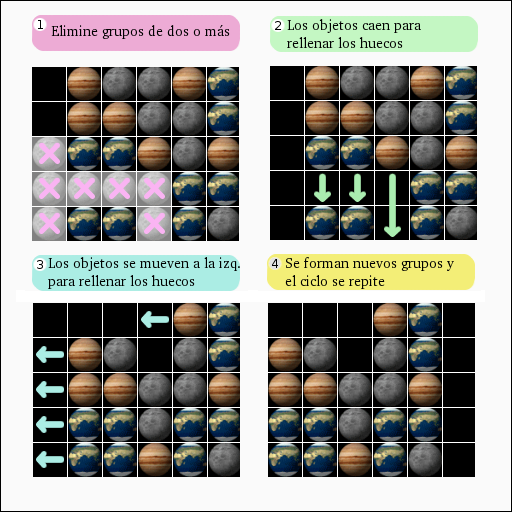 1 Elimine grupos de dos o más
2 Los objetos caen para
rellenar los huecos
3 Los objetos se mueven a la izq.
para rellenar los huecos
4 Se forman nuevos grupos y
el ciclo se repite